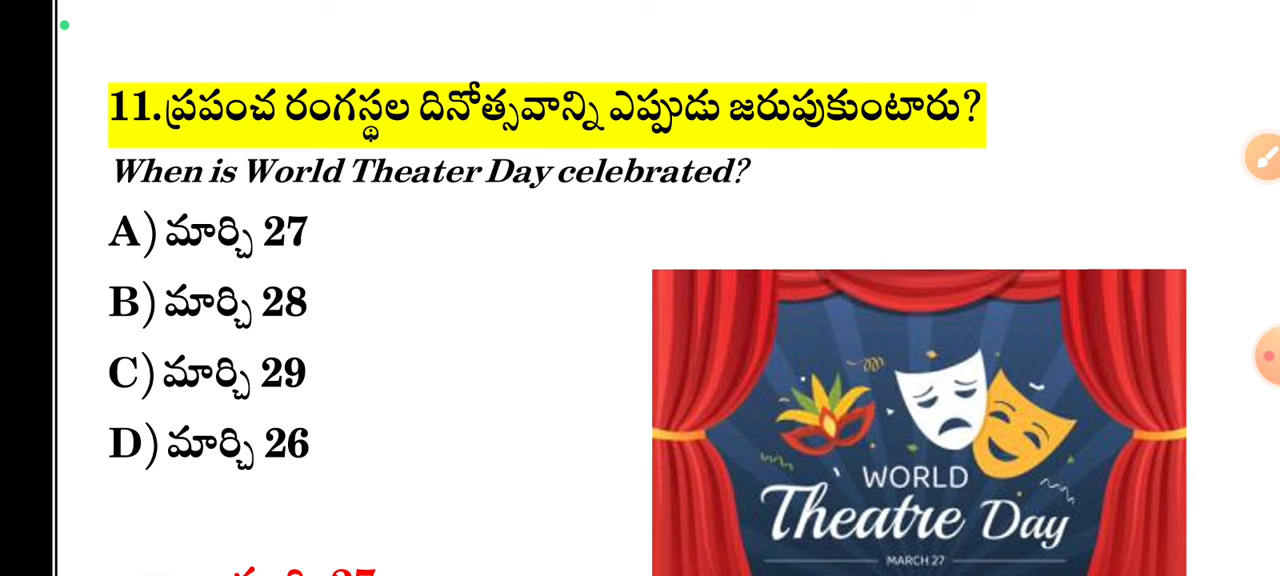 11.ప్రపంచ రంగస్థల దినోత్సవాన్ని ఎప్పుడు జరుపుకుంటారు?
When is World Theater Day celebrated?
A) మార్చి 27
B) మార్చి 28
C) మార్చి 29
D) మార్చి 26
WORLD
Theatre Day
MARCH 27